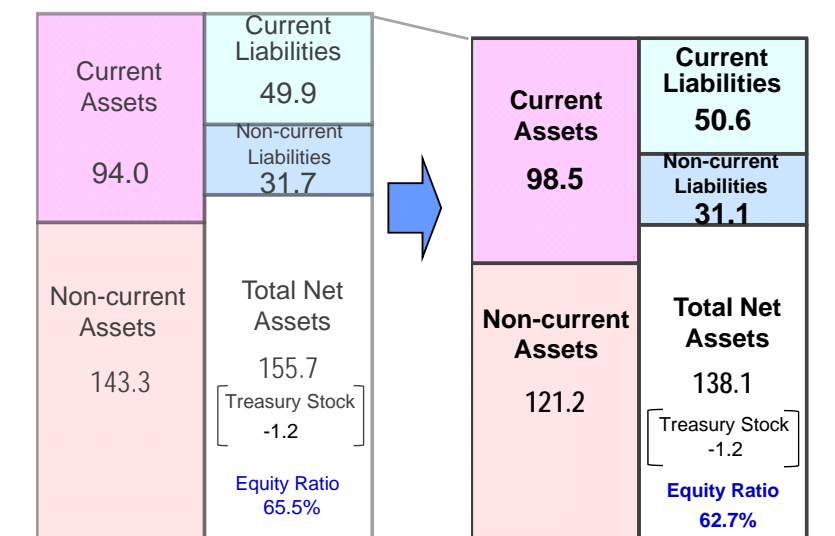 Current
Assets
94.0
Non-current
Assets
143.3
Current
Liabilities
49.9
Non-current
Liabilities
31.7
Total Net
Assets
155.7
Treasury Stock
-1.2
Equity Ratio
65.5%
Current
Assets
98.5
Non-current
Assets
121.2
Current
Liabilities
50.6
Non-current
Liabilities
31.1
Total Net
Assets
138.1
Treasury Stock
-1.2
Equity Ratio
62.7%